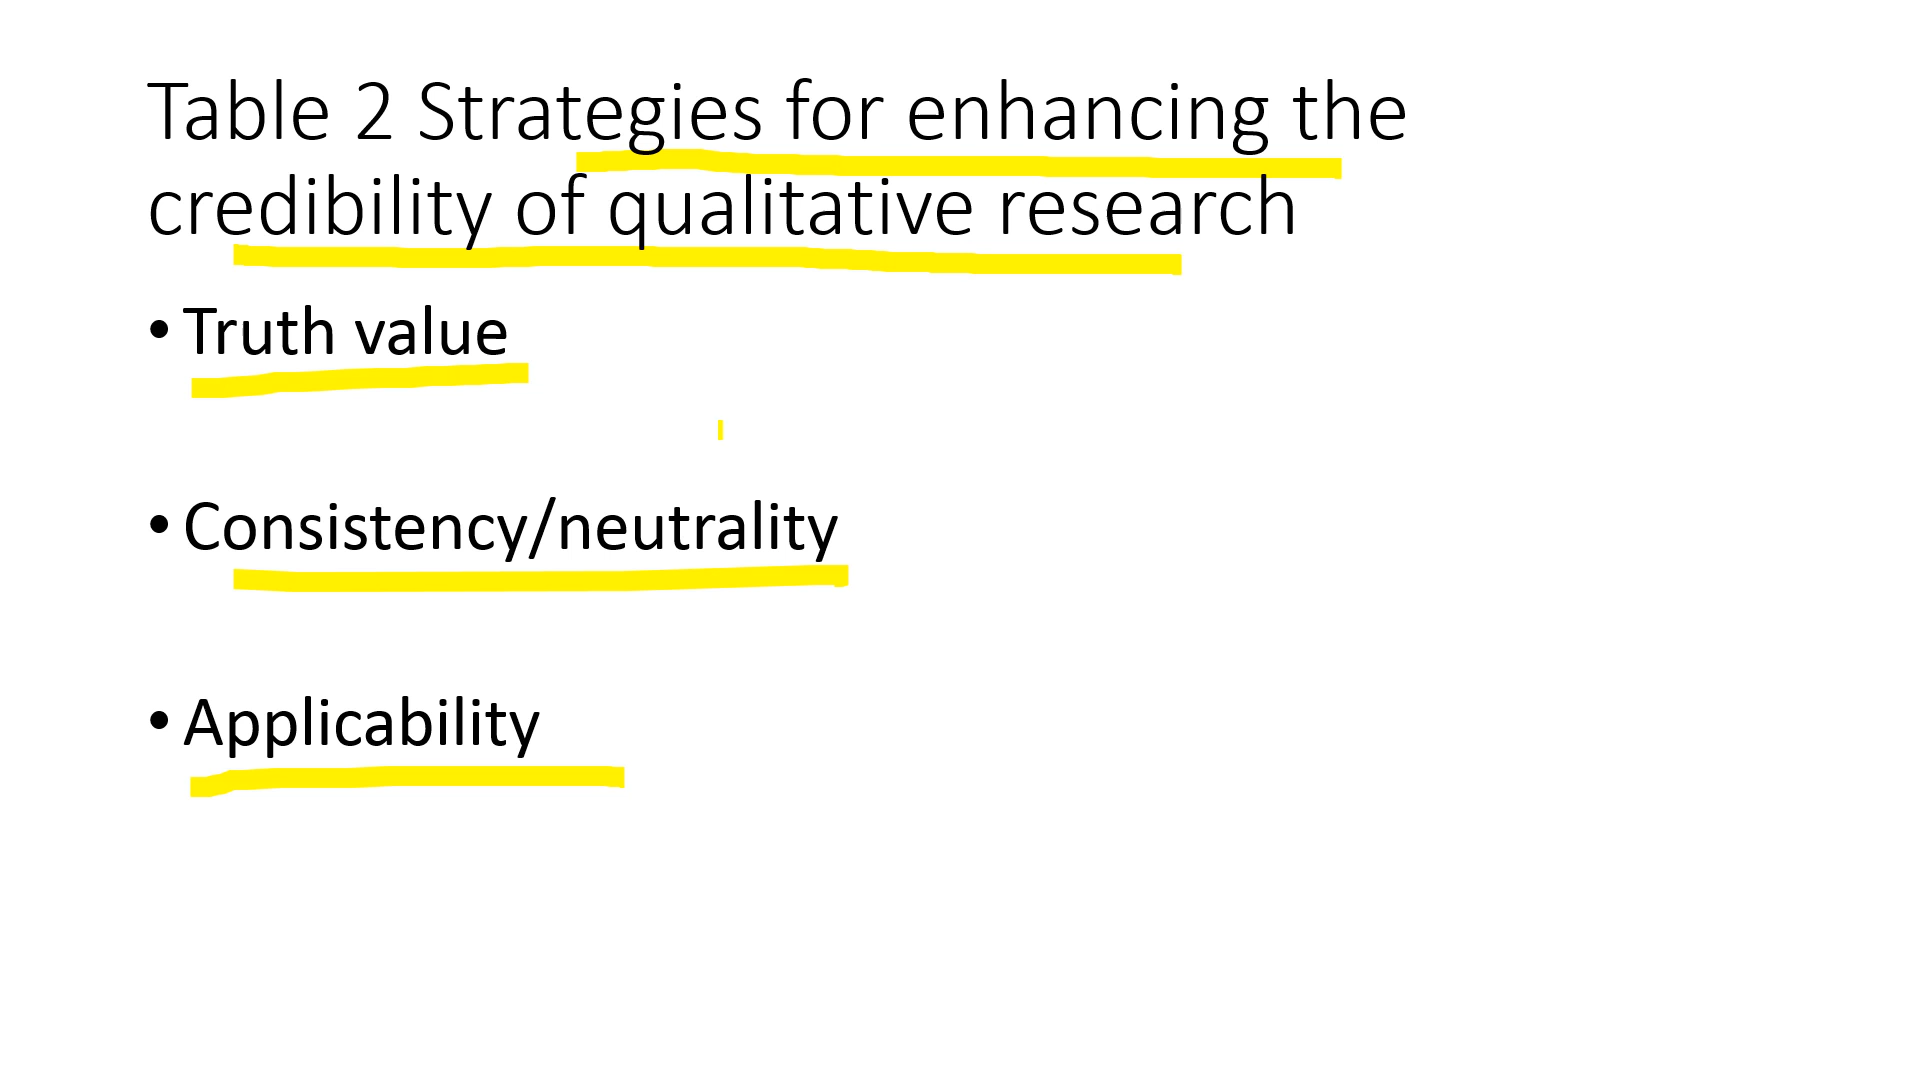 Table 2 Strategies for enhancing the
credibility of qualitative research
• Truth value
• Consistency/neutrality
• Applicability